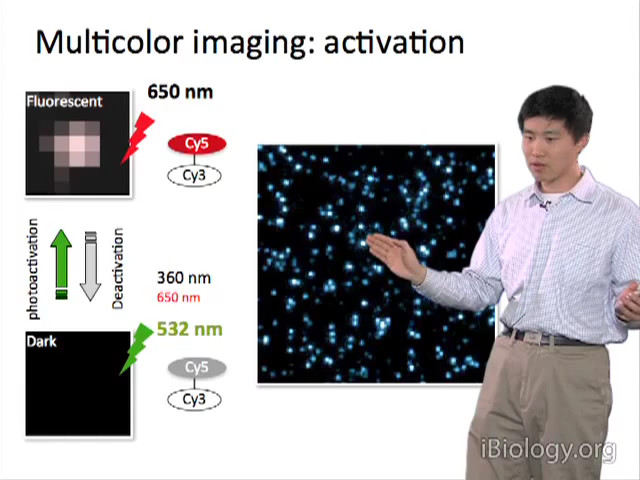 Multicolor imaging: activation
Fluorescent
650 nm
Cy5
Cy3
photoactivation
Deactivation
360 nm
650 nm
532 nm
Dark
Cy5
Cy3
iBiology.org